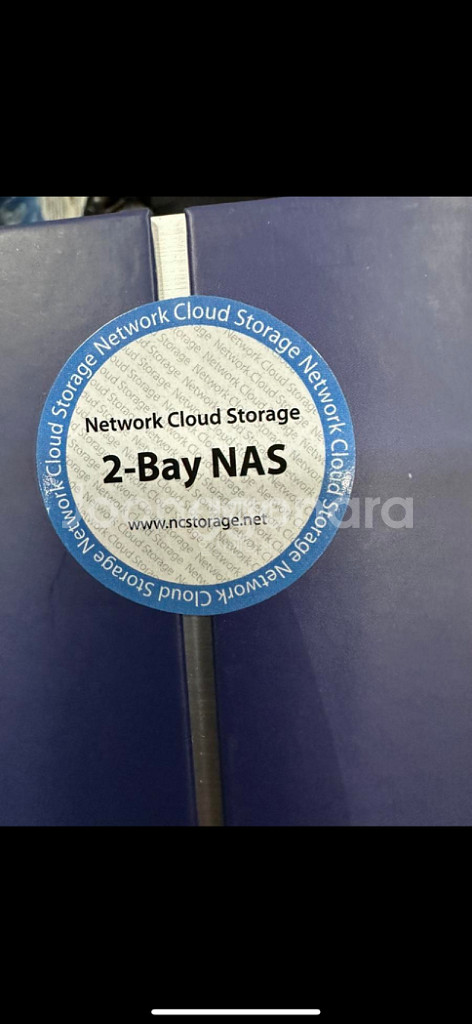 Network Cloud Storage Network Cloud Storage Network Cloud Storage Network Cloud Storage
Network Cloud Storage
2-Bay NAS
www.ncstorage.net